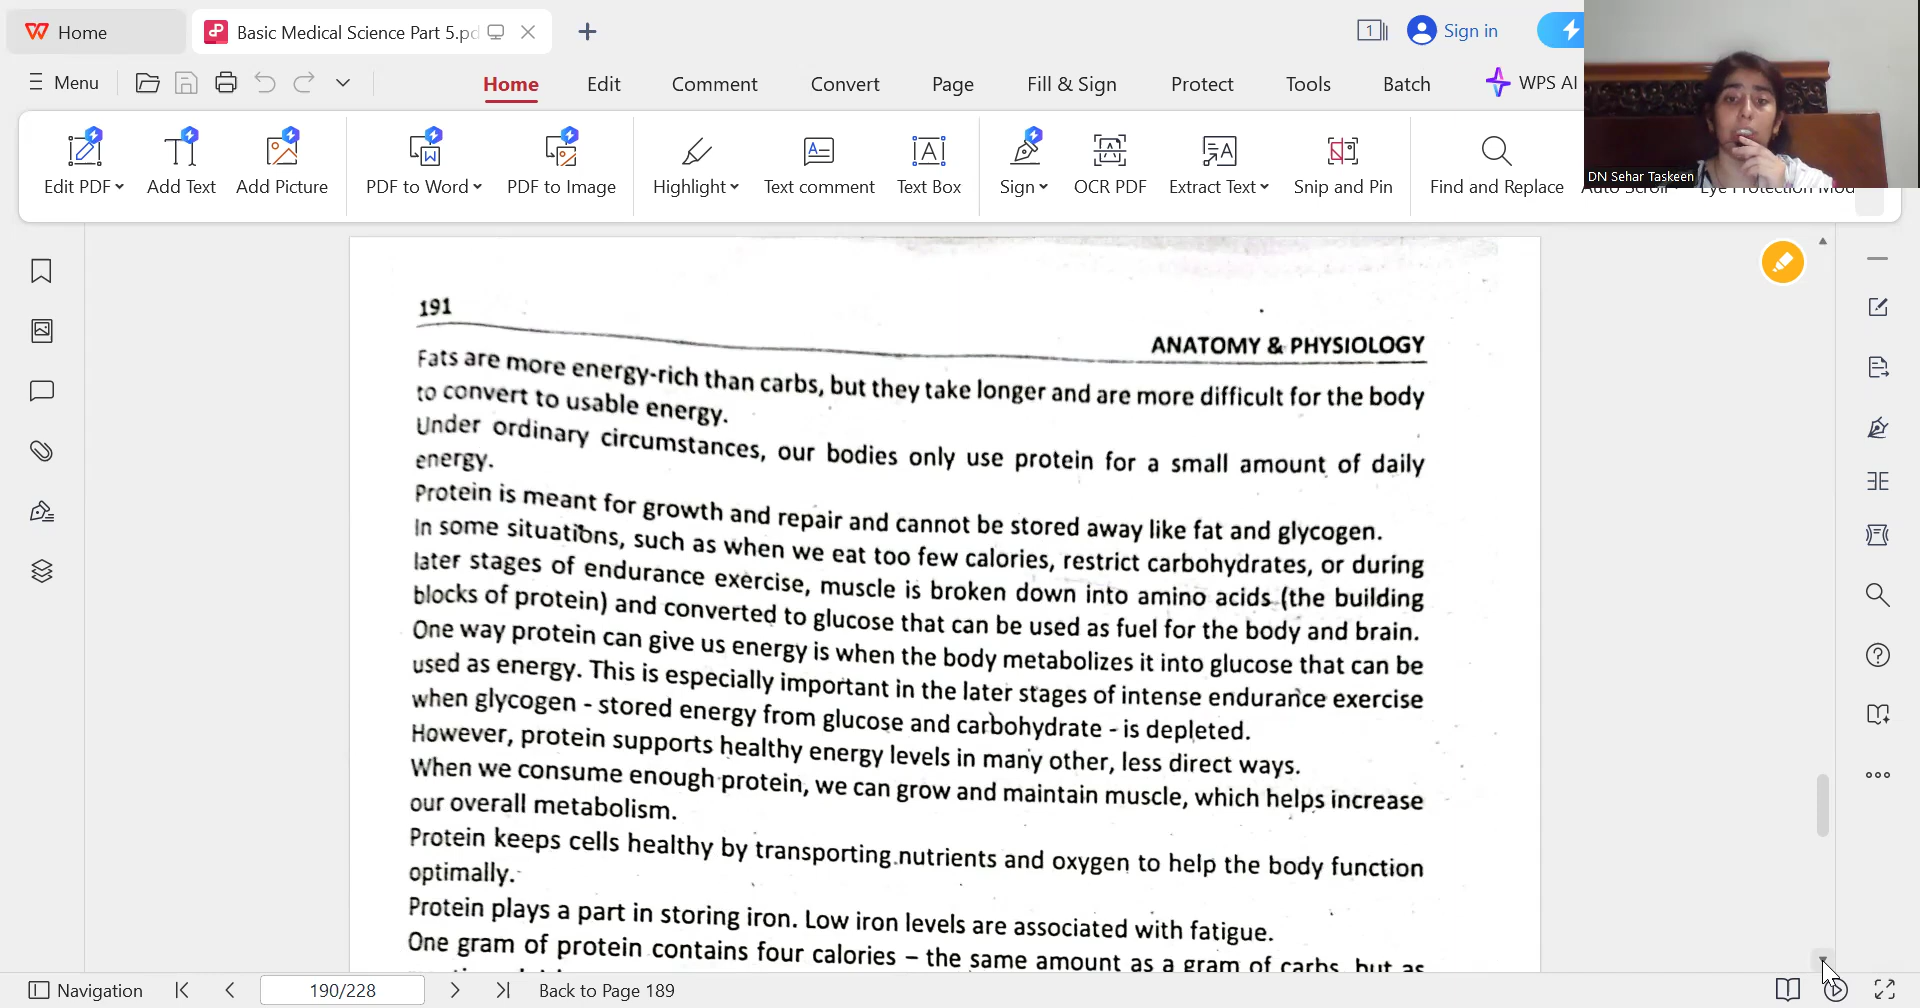 Home
Basic Medical Science Part 5.pd
1
Sign in
Menu
Home
Edit
Comment
Convert
Page
Fill & Sign
Protect
Tools
Batch
WPS AI
Edit PDF
Add Text
Add Picture
PDF to Word
PDF to Image
Highlight
Text comment
Text Box
Sign
OCR PDF
Extract Text
Snip and Pin
Find and Replace
DN Sehar Taskeen
191
ANATOMY & PHYSIOLOGY
Fats are more energy-rich than carbs, but they take longer and are more difficult for the body
to convert to usable energy.
Under ordinary circumstances, our bodies only use protein for a small amount of daily
energy.
Protein is meant for growth and repair and cannot be stored away like fat and glycogen.
In some situations, such as when we eat too few calories, restrict carbohydrates, or during
later stages of endurance exercise, muscle is broken down into amino acids (the building
blocks of protein) and converted to glucose that can be used as fuel for the body and brain.
One way protein can give us energy is when the body metabolizes it into glucose that can be
used as energy. This is especially important in the later stages of intense endurance exercise
when glycogen - stored energy from glucose and carbohydrate - is depleted.
However, protein supports healthy energy levels in many other, less direct ways.
When we consume enough protein, we can grow and maintain muscle, which helps increase
our overall metabolism.
Protein keeps cells healthy by transporting nutrients and oxygen to help the body function
optimally.
Protein plays a part in storing iron. Low iron levels are associated with fatigue.
One gram of protein contains four calories – the same amount as a gram of carbs, but as
Navigation
190/228
Back to Page 189